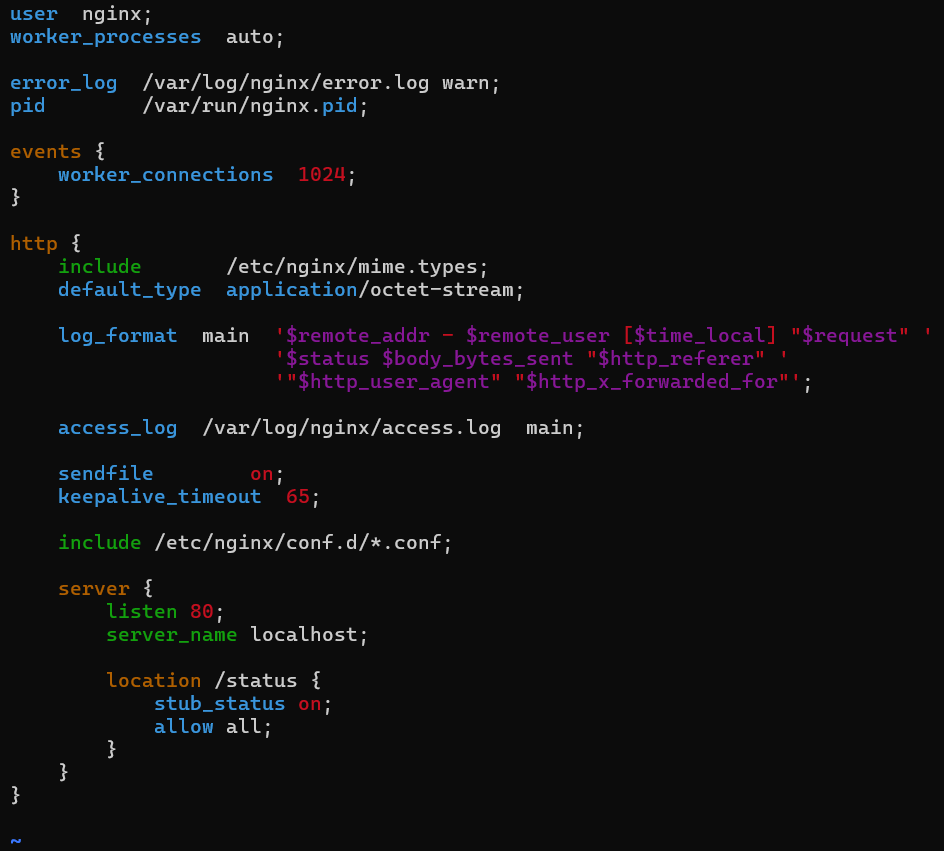 user  nginx;
worker_processes  auto;
error_log  /var/log/nginx/error.log warn;
pid        /var/run/nginx.pid;
events {
    worker_connections  1024;
}
http {
    include       /etc/nginx/mime.types;
    default_type  application/octet-stream;
    log_format  main  '$remote_addr - $remote_user [$time_local] "$request" '
                      '$status $body_bytes_sent "$http_referer" '
                      '"$http_user_agent" "$http_x_forwarded_for"';
    access_log  /var/log/nginx/access.log  main;
    sendfile        on;
    keepalive_timeout  65;
    include /etc/nginx/conf.d/*.conf;
    server {
        listen 80;
        server_name localhost;
        location /status {
            stub_status on;
            allow all;
        }
    }
}
~